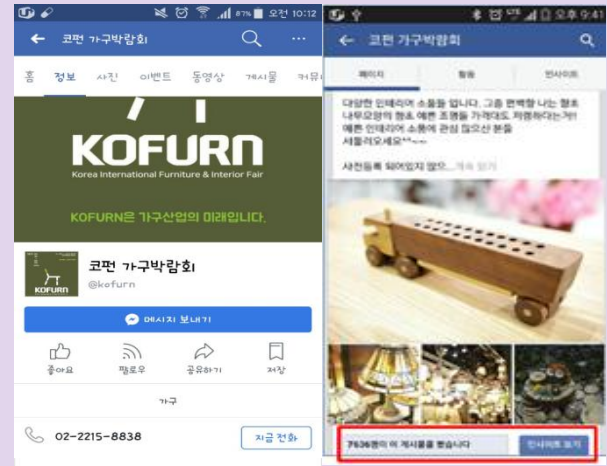 87% 오전 10:12
코펀 가구박람회
홈 정보 사진 이벤트 동영상 게시물 커뮤
KOFURN
Korea International Furniture & Interior Fair
KOFURN은 가구산업의 미래입니다.
KOFURN
코펀 가구박람회
@kofurn
메시지 보내기
좋아요 팔로우 공유하기 저장
가구
02-2215-8838 지금 전화
오후 9:41
코펀 가구박람회
페이지 활동 인사이트
다양한 인테리어 소품들 입니다. 그중 한백향 나는 향초
나무모양의 향초 예쁜 조명들 가격대도 저렴하다는거!!
예쁜 인테리어 소품에 관심 많으신 분들
서둘러오세요^^~~
사전등록 되어있지 않으...계속 읽기
7636명이 이 게시물을 봤습니다 인사이트 보기